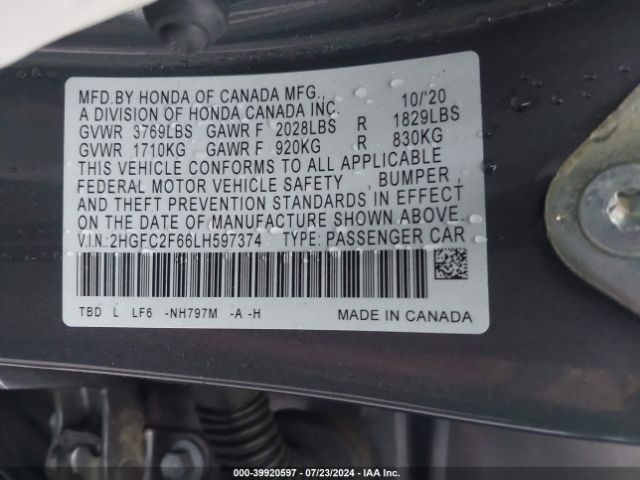 MFD.BY HONDA OF CANADA MFG., 10/'20
A DIVISION OF HONDA CANADA INC.
GVWR 3769LBS GAWR F 2028LBS R 1829LBS
GVWR 1710KG GAWR F 920KG R 830KG
THIS VEHICLE CONFORMS TO ALL APPLICABLE
FEDERAL MOTOR VEHICLE SAFETY , BUMPER ,
AND THEFT PREVENTION STANDARDS IN EFFECT
ON THE DATE OF MANUFACTURE SHOWN ABOVE.
V.I.N.:2HGFC2F66LH597374 TYPE: PASSENGER CAR
TBD L LF6 -NH797M -A -H MADE IN CANADA
000-39920597 - 07/23/2024 - IAA Inc.